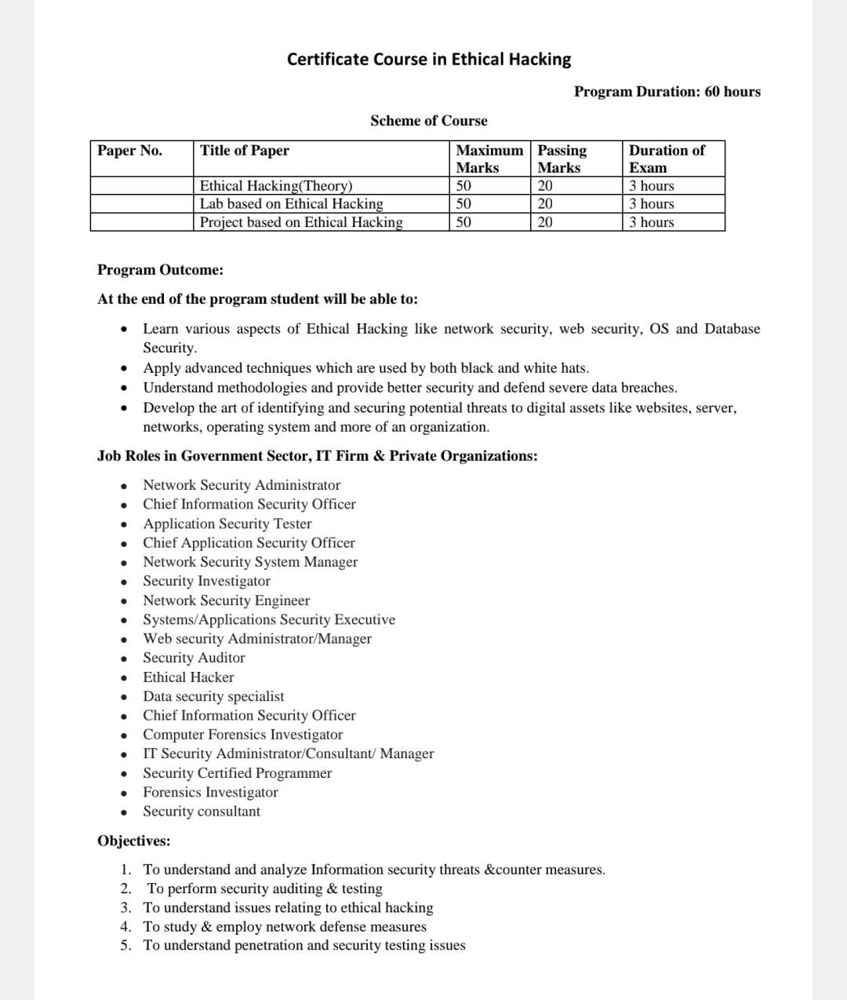 Certificate Course in Ethical Hacking
Program Duration: 60 hours
Scheme of Course
Paper No. Title of Paper Maximum Marks Passing Marks Duration of Exam
Ethical Hacking(Theory) 50 20 3 hours
Lab based on Ethical Hacking 50 20 3 hours
Project based on Ethical Hacking 50 20 3 hours
Program Outcome:
At the end of the program student will be able to:
• Learn various aspects of Ethical Hacking like network security, web security, OS and Database
Security.
• Apply advanced techniques which are used by both black and white hats.
• Understand methodologies and provide better security and defend severe data breaches.
• Develop the art of identifying and securing potential threats to digital assets like websites, server,
networks, operating system and more of an organization.
Job Roles in Government Sector, IT Firm & Private Organizations:
• Network Security Administrator
• Chief Information Security Officer
• Application Security Tester
• Chief Application Security Officer
• Network Security System Manager
• Security Investigator
• Network Security Engineer
• Systems/Applications Security Executive
• Web security Administrator/Manager
• Security Auditor
• Ethical Hacker
• Data security specialist
• Chief Information Security Officer
• Computer Forensics Investigator
• IT Security Administrator/Consultant/ Manager
• Security Certified Programmer
• Forensics Investigator
• Security consultant
Objectives:
1. To understand and analyze Information security threats &counter measures.
2. To perform security auditing & testing
3. To understand issues relating to ethical hacking
4. To study & employ network defense measures
5. To understand penetration and security testing issues